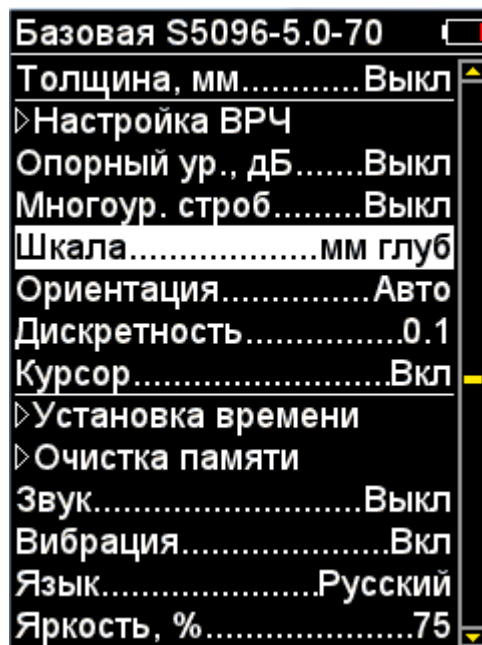 Базовая S5096-5.0-70
Толщина, мм............Выкл
▷Настройка ВРЧ
Опорный ур., дБ.......Выкл
Многоур. строб.........Выкл
Шкала...................мм глуб
Ориентация...............Авто
Дискретность...............0.1
Курсор..........................Вкл
▷Установка времени
▷Очистка памяти
Звук............................Выкл
Вибрация.....................Вкл
Язык......................Русский
Яркость, %.....................75